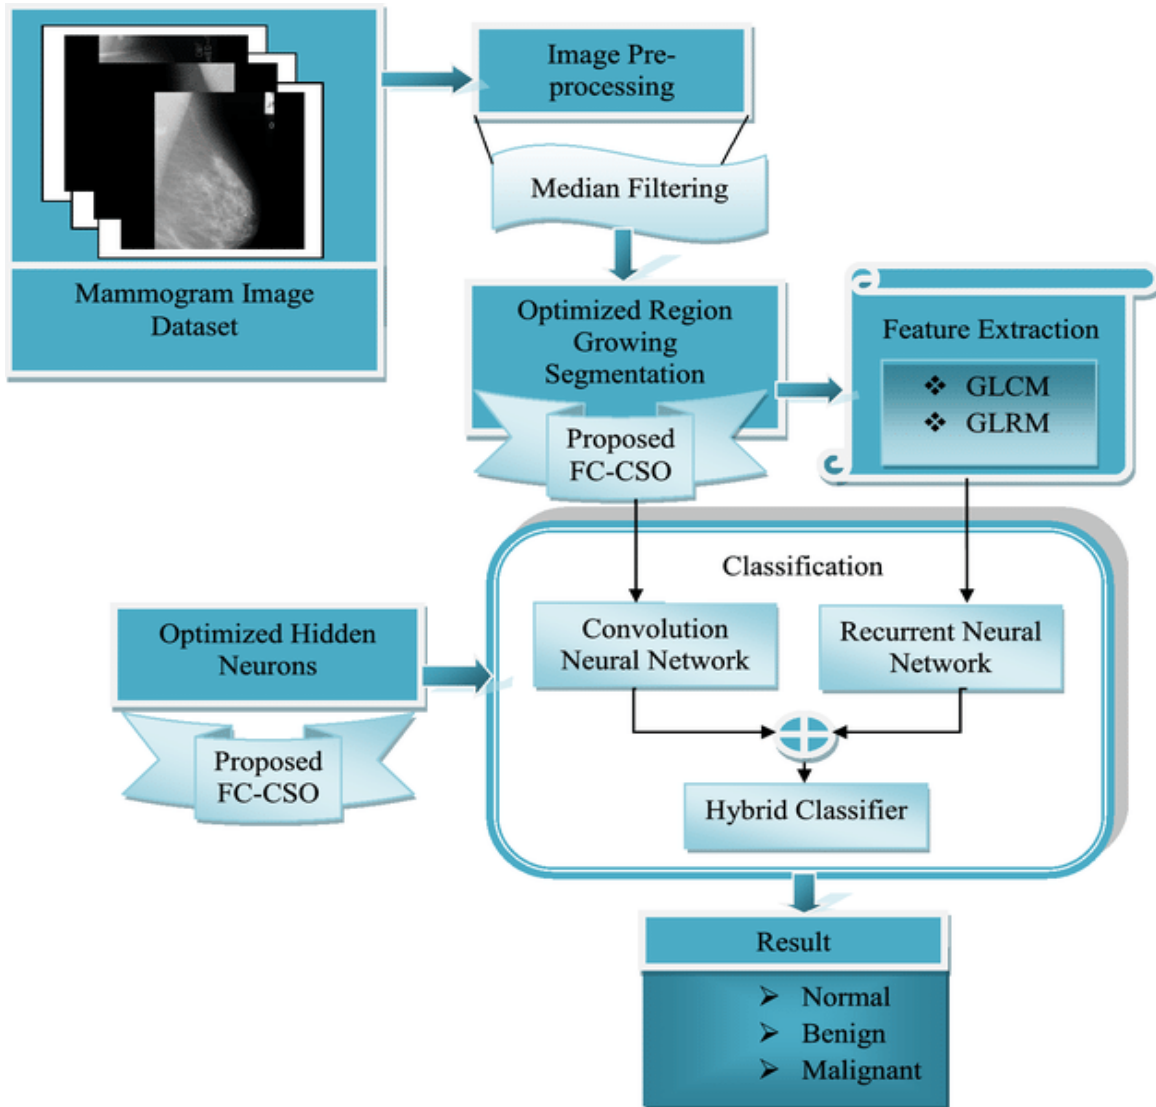 Image Pre-
processing
Median Filtering
Mammogram Image
Dataset
Optimized Region
Growing
Segmentation
Proposed
FC-CSO
Feature Extraction
❖ GLCM
❖ GLRM
Classification
Convolution
Neural Network
Recurrent Neural
Network
Optimized Hidden
Neurons
Proposed
FC-CSO
Hybrid Classifier
Result
➢ Normal
➢ Benign
➢ Malignant